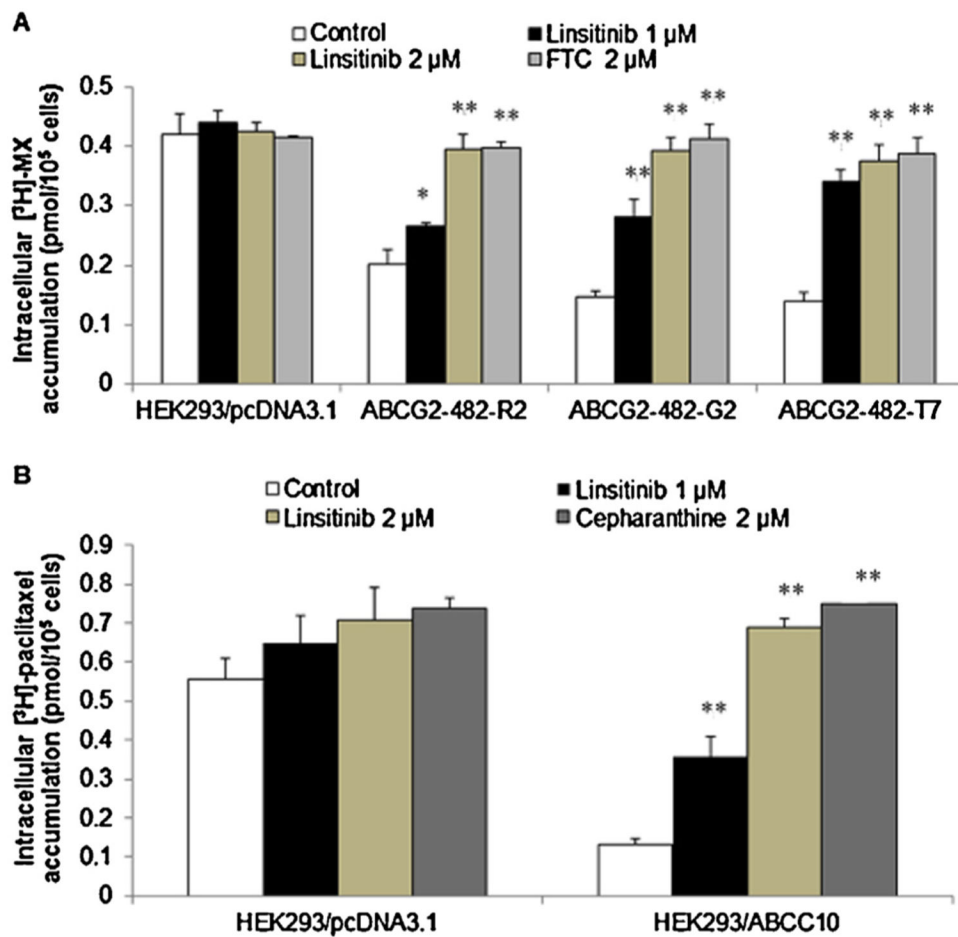 A
Control
Linsitinib 1 µM
Linsitinib 2 µM
FTC 2 µM
Intracellular [³H]-MX
accumulation (pmol/10⁵ cells)
0.5
0.4
0.3
0.2
0.1
0
**
**
*
**
**
**
**
**
**
HEK293/pcDNA3.1
ABCG2-482-R2
ABCG2-482-G2
ABCG2-482-T7
B
Control
Linsitinib 1 µM
Linsitinib 2 µM
Cepharanthine 2 µM
Intracellular [³H]-paclitaxel
accumulation (pmol/10⁵ cells)
0.9
0.8
0.7
0.6
0.5
0.4
0.3
0.2
0.1
0
**
**
**
HEK293/pcDNA3.1
HEK293/ABCC10